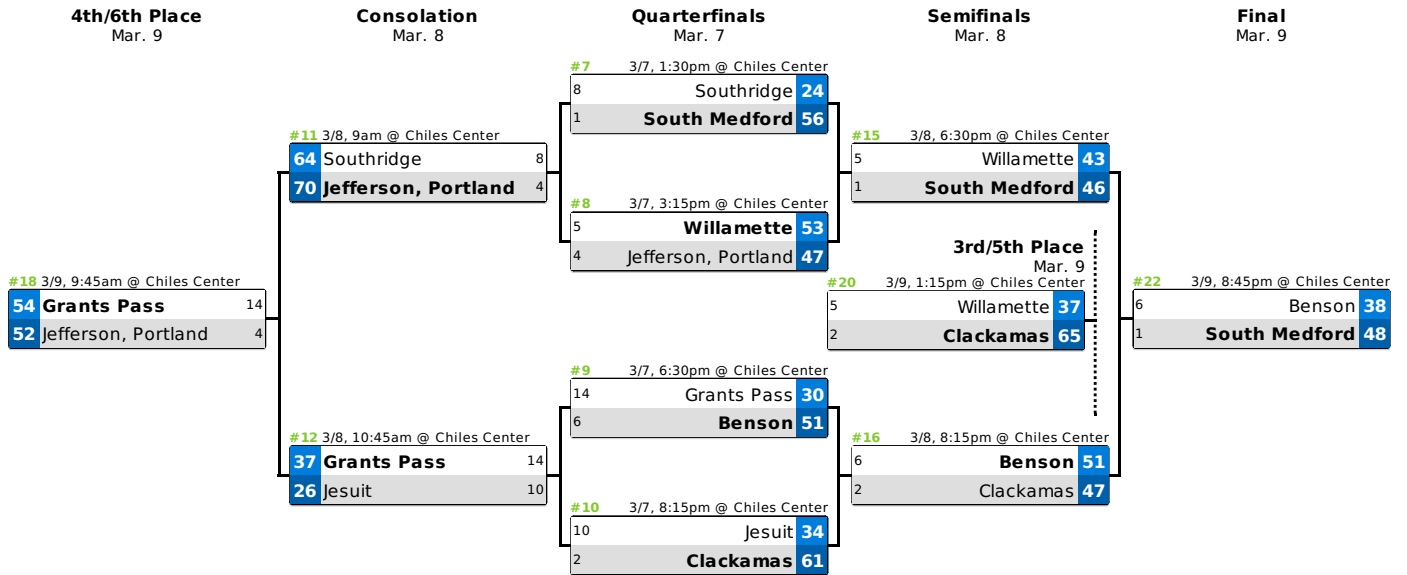 4th/6th Place
Mar. 9
Consolation
Mar. 8
Quarterfinals
Mar. 7
Semifinals
Mar. 8
Final
Mar. 9
#7 3/7, 1:30pm @ Chiles Center
8 Southridge 24
1 South Medford 56
#11 3/8, 9am @ Chiles Center
64 Southridge 8
70 Jefferson, Portland 4
#15 3/8, 6:30pm @ Chiles Center
5 Willamette 43
1 South Medford 46
#8 3/7, 3:15pm @ Chiles Center
5 Willamette 53
4 Jefferson, Portland 47
3rd/5th Place
Mar. 9
#18 3/9, 9:45am @ Chiles Center
54 Grants Pass 14
52 Jefferson, Portland 4
#20 3/9, 1:15pm @ Chiles Center
5 Willamette 37
2 Clackamas 65
#22 3/9, 8:45pm @ Chiles Center
6 Benson 38
1 South Medford 48
#9 3/7, 6:30pm @ Chiles Center
14 Grants Pass 30
6 Benson 51
#12 3/8, 10:45am @ Chiles Center
37 Grants Pass 14
26 Jesuit 10
#16 3/8, 8:15pm @ Chiles Center
6 Benson 51
2 Clackamas 47
#10 3/7, 8:15pm @ Chiles Center
10 Jesuit 34
2 Clackamas 61